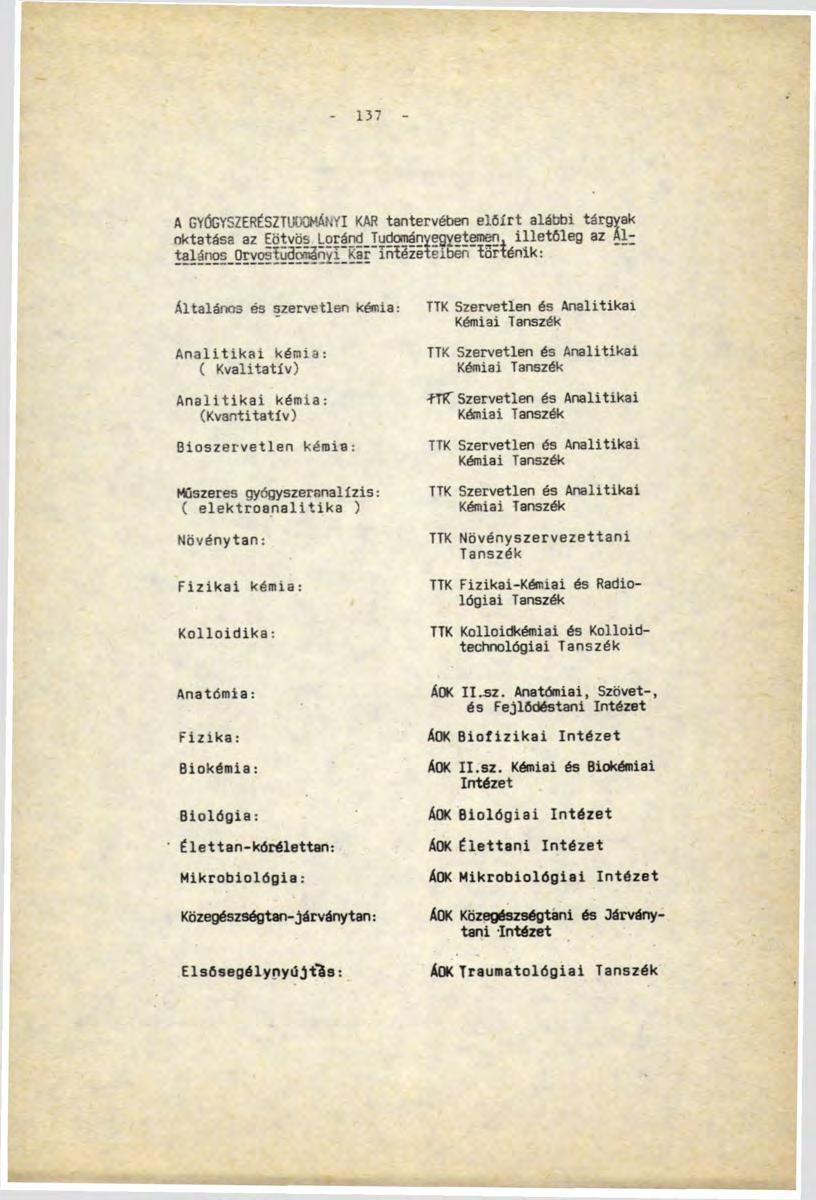 - 137 -
A GYÓGYSZERÉSZTUDOMÁNYI KAR tantervében előírt alábbi tárgyak
oktatása az Eötvös Loránd Tudományegyetemen, illetőleg az Ál-
talános Orvostudományi Kar intézeteiben történik:
Általános és szervetlen kémia: TTK Szervetlen és Analitikai
Kémiai Tanszék
Analitikai kémia: TTK Szervetlen és Analitikai
( Kvalitatív) Kémiai Tanszék
Analitikai kémia: TTK Szervetlen és Analitikai
(Kvantitatív) Kémiai Tanszék
Bioszervetlen kémia: TTK Szervetlen és Analitikai
Kémiai Tanszék
Műszeres gyógyszeranalízis: TTK Szervetlen és Analitikai
( elektroanalitika ) Kémiai Tanszék
Növénytan: TTK Növényszervezettani
Tanszék
Fizikai kémia: TTK Fizikai-Kémiai és Radio-
lógiai Tanszék
Kolloidika: TTK Kolloidkémiai és Kolloid-
technológiai Tanszék
Anatómia: ÁOK II.sz. Anatómiai, Szövet-,
és Fejlődéstani Intézet
Fizika: ÁOK Biofizikai Intézet
Biokémia: ÁOK II.sz. Kémiai és Biokémiai
Intézet
Biológia: ÁOK Biológiai Intézet
Élettan-kórélettan: ÁOK Élettani Intézet
Mikrobiológia: ÁOK Mikrobiológiai Intézet
Közegészségtan-járványtan: ÁOK Közegészségtani és Járvány-
tani Intézet
Elsősegélynyújtás: ÁOK Traumatológiai Tanszék